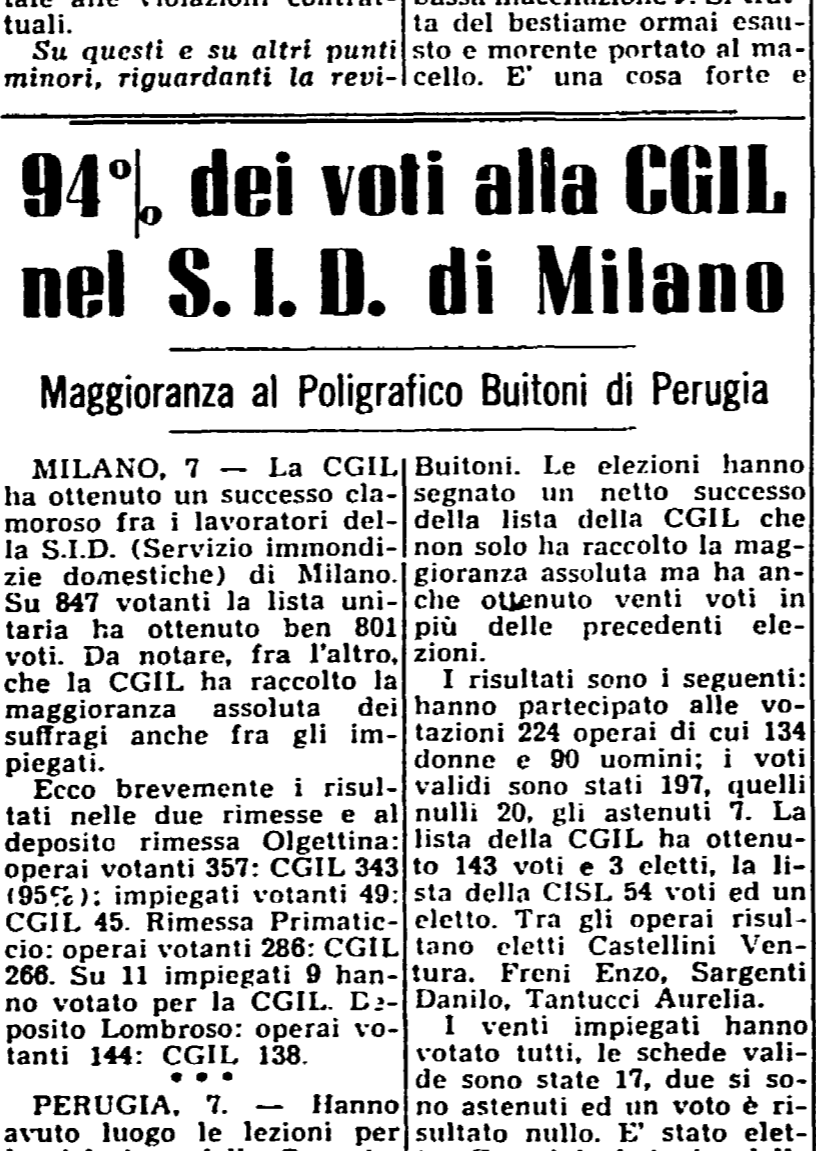 tuali.
Su questi e su altri punti
minori, riguardanti la revi-
ta del bestiame ormai esau-
sto e morente portato al ma-
cello. E' una cosa forte e
94% dei voti alla CGIL
nel S.I.D. di Milano
Maggioranza al Poligrafico Buitoni di Perugia
MILANO, 7 — La CGIL
ha ottenuto un successo cla-
moroso fra i lavoratori del-
la S.I.D. (Servizio immondi-
zie domestiche) di Milano.
Su 847 votanti la lista uni-
taria ha ottenuto ben 801
voti. Da notare, fra l'altro,
che la CGIL ha raccolto la
maggioranza assoluta dei
suffragi anche fra gli im-
piegati.
Ecco brevemente i risul-
tati nelle due rimesse e al
deposito rimessa Olgettina:
operai votanti 357: CGIL 343
(95%); impiegati votanti 49:
CGIL 45. Rimessa Primatic-
cio: operai votanti 286: CGIL
266. Su 11 impiegati 9 han-
no votato per la CGIL. De-
posito Lombroso: operai vo-
tanti 144: CGIL 138.
• • •
PERUGIA, 7. — Hanno
avuto luogo le lezioni per
Buitoni. Le elezioni hanno
segnato un netto successo
della lista della CGIL che
non solo ha raccolto la mag-
gioranza assoluta ma ha an-
che ottenuto venti voti in
più delle precedenti ele-
zioni.
I risultati sono i seguenti:
hanno partecipato alle vo-
tazioni 224 operai di cui 134
donne e 90 uomini; i voti
validi sono stati 197, quelli
nulli 20, gli astenuti 7. La
lista della CGIL ha ottenu-
to 143 voti e 3 eletti, la li-
sta della CISL 54 voti ed un
eletto. Tra gli operai risul-
tano eletti Castellini Ven-
tura. Freni Enzo, Sargenti
Danilo, Tantucci Aurelia.
I venti impiegati hanno
votato tutti, le schede vali-
de sono state 17, due si so-
no astenuti ed un voto è ri-
sultato nullo. E' stato elet-